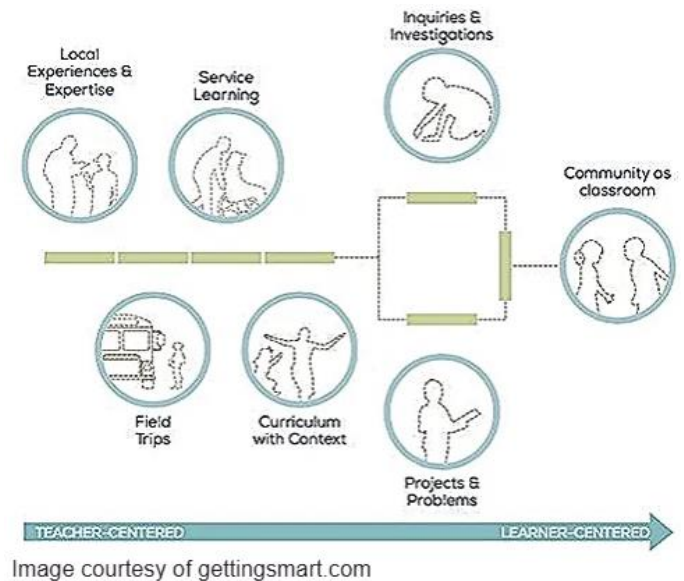 Local
Experiences &
Expertise
Service
Learning
Inquiries &
Investigations
Community as
classroom
Field
Trips
Curriculum
with Context
Projects &
Problems
TEACHER-CENTERED
LEARNER-CENTERED
Image courtesy of gettingsmart.com